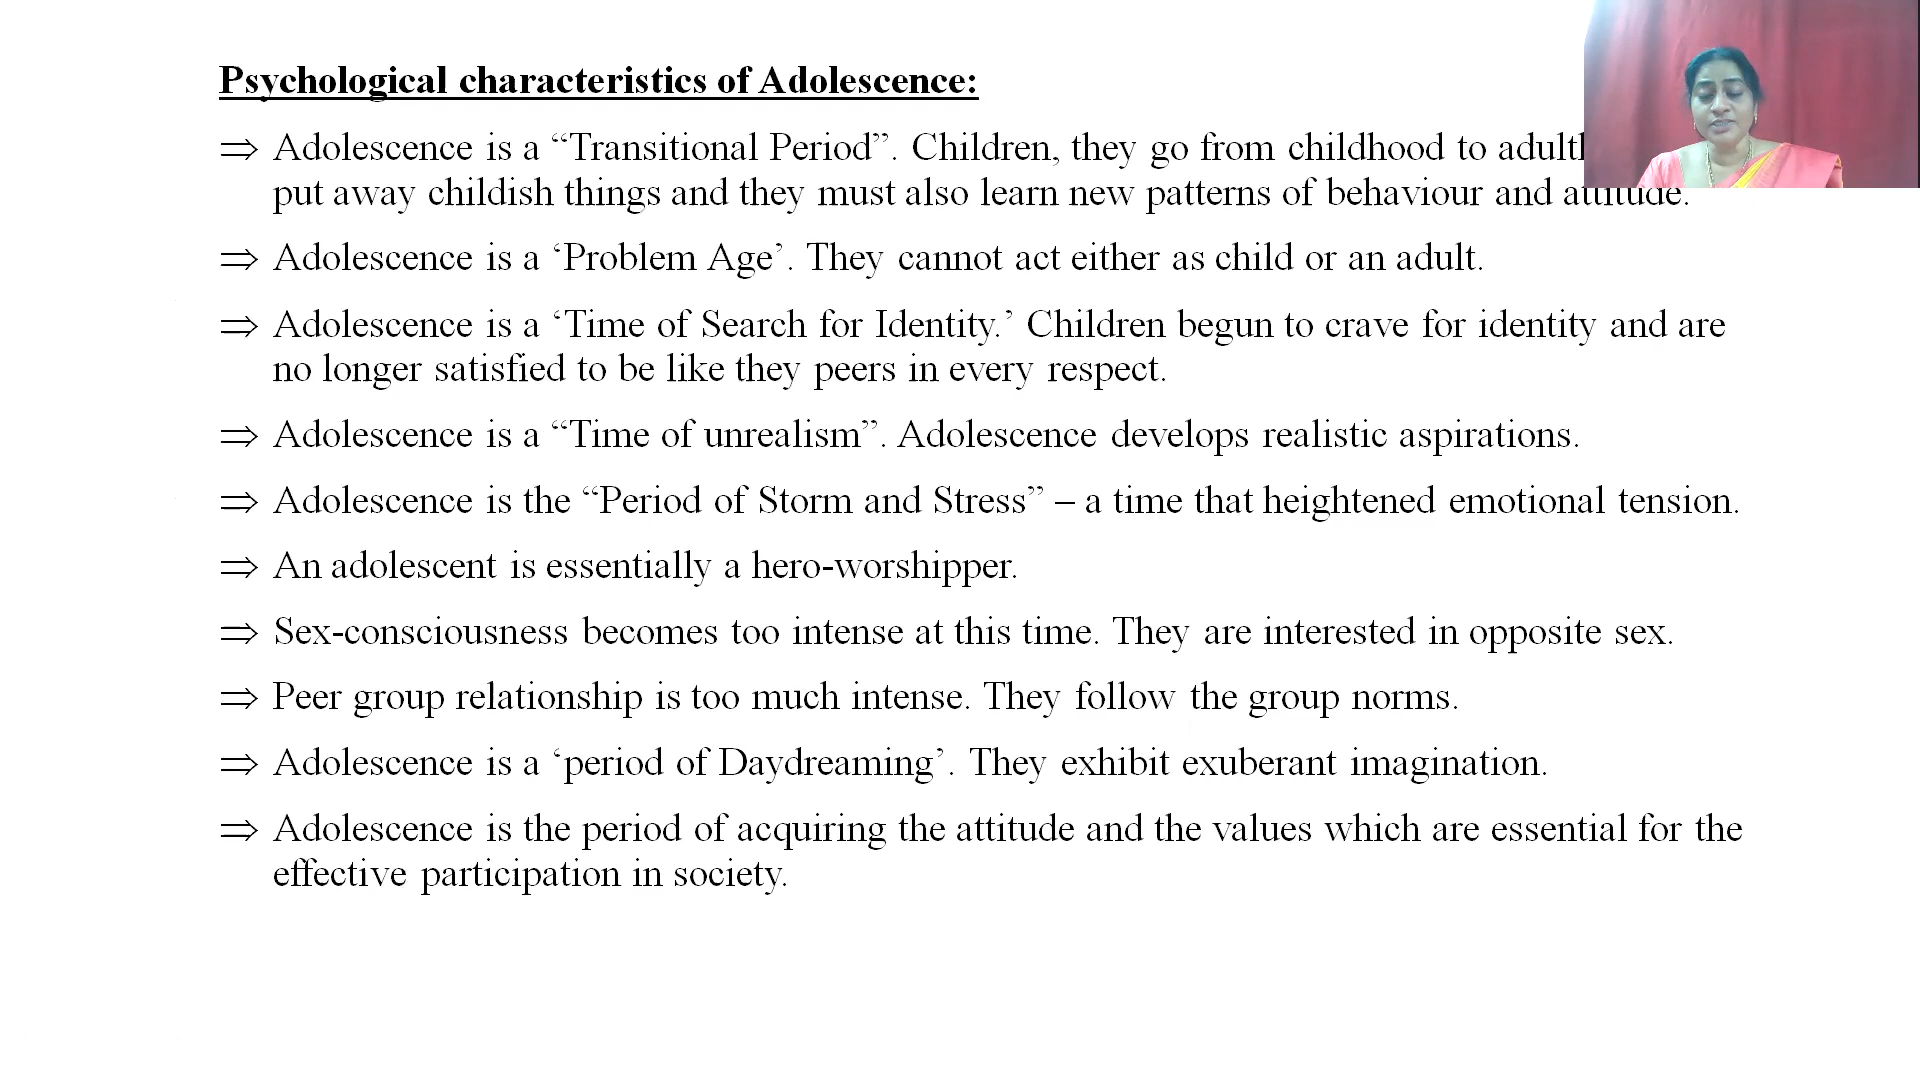 Psychological characteristics of Adolescence:
⇒ Adolescence is a “Transitional Period”. Children, they go from childhood to
put away childish things and they must also learn new patterns of behaviour and attitude.
⇒ Adolescence is a ‘Problem Age’. They cannot act either as child or an adult.
⇒ Adolescence is a ‘Time of Search for Identity.’ Children begun to crave for identity and are
no longer satisfied to be like they peers in every respect.
⇒ Adolescence is a “Time of unrealism”. Adolescence develops realistic aspirations.
⇒ Adolescence is the “Period of Storm and Stress” – a time that heightened emotional tension.
⇒ An adolescent is essentially a hero-worshipper.
⇒ Sex-consciousness becomes too intense at this time. They are interested in opposite sex.
⇒ Peer group relationship is too much intense. They follow the group norms.
⇒ Adolescence is a ‘period of Daydreaming’. They exhibit exuberant imagination.
⇒ Adolescence is the period of acquiring the attitude and the values which are essential for the
effective participation in society.